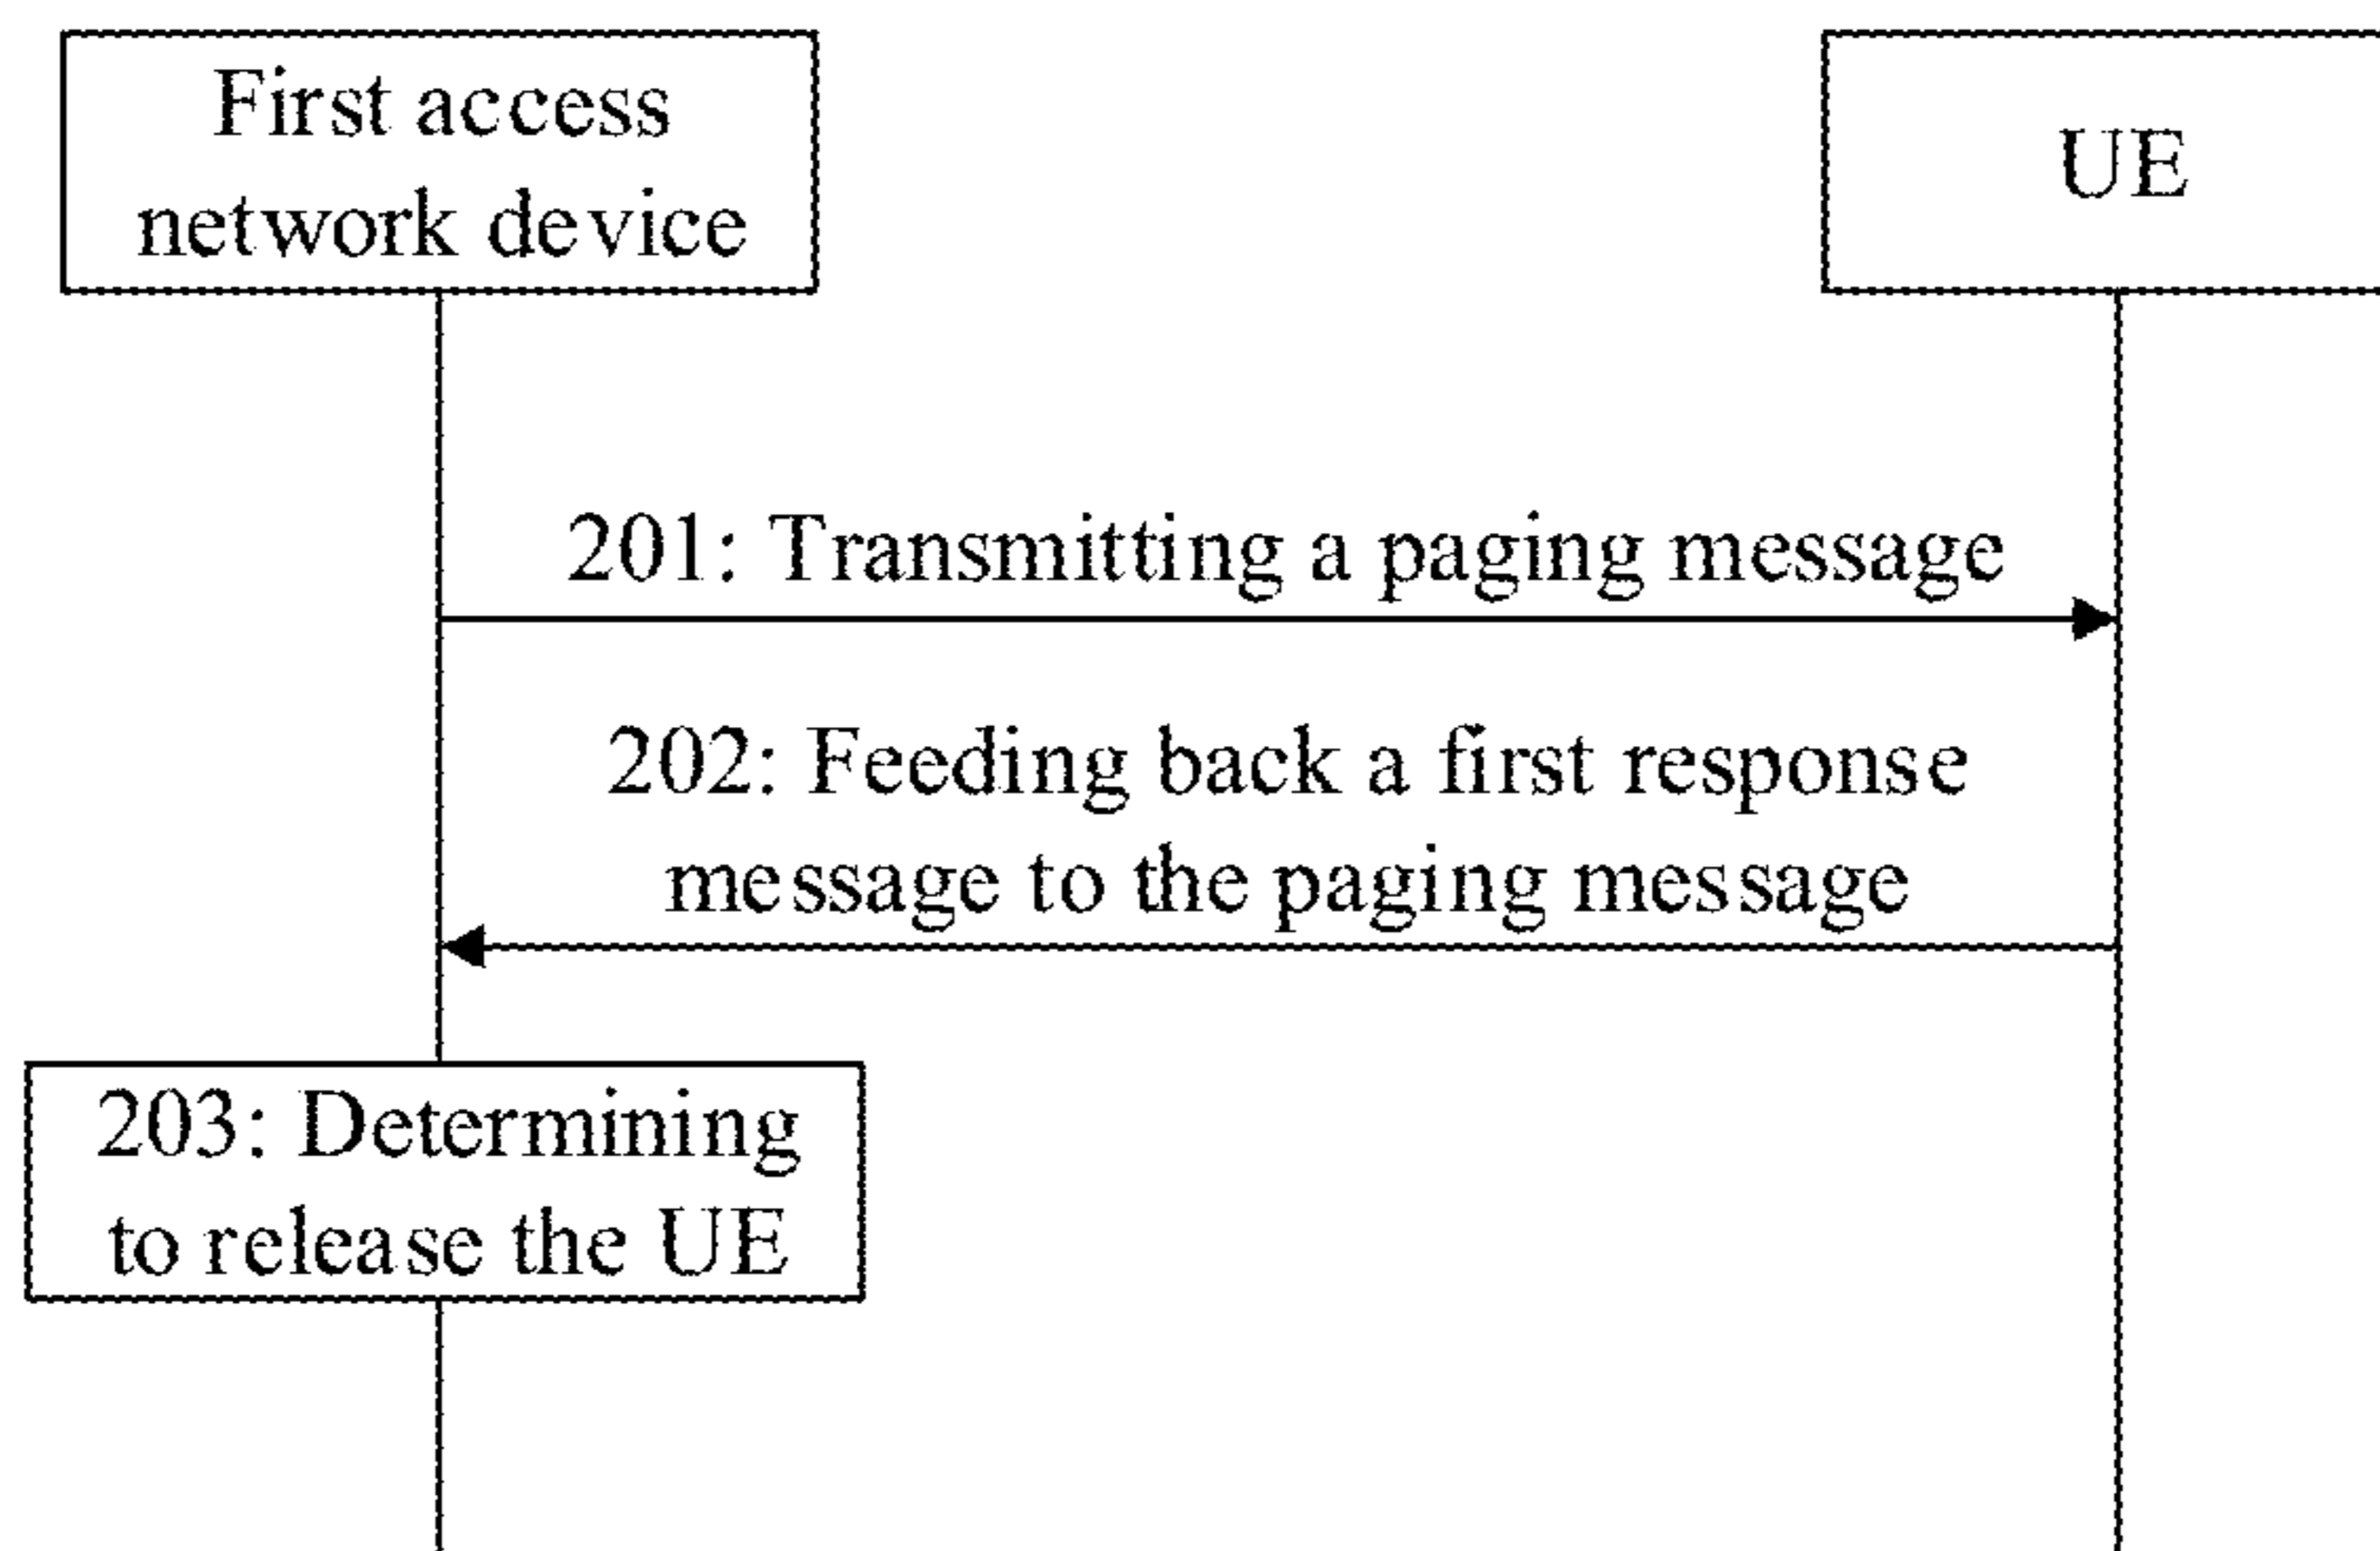 First access
network device
UE
201: Transmitting a paging message
202: Feeding back a first response
message to the paging message
203: Determining
to release the UE